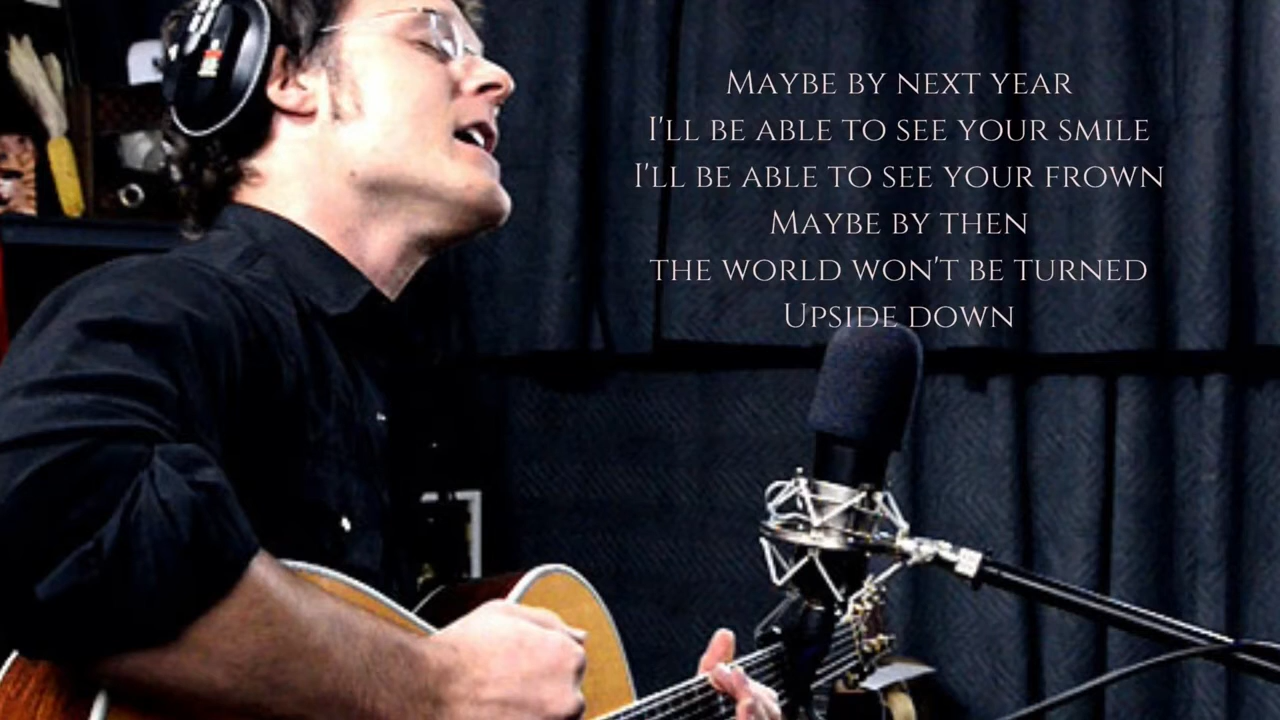 Maybe by next year
I'll be able to see your smile
I'll be able to see your frown
Maybe by then
the world won't be turned
Upside down